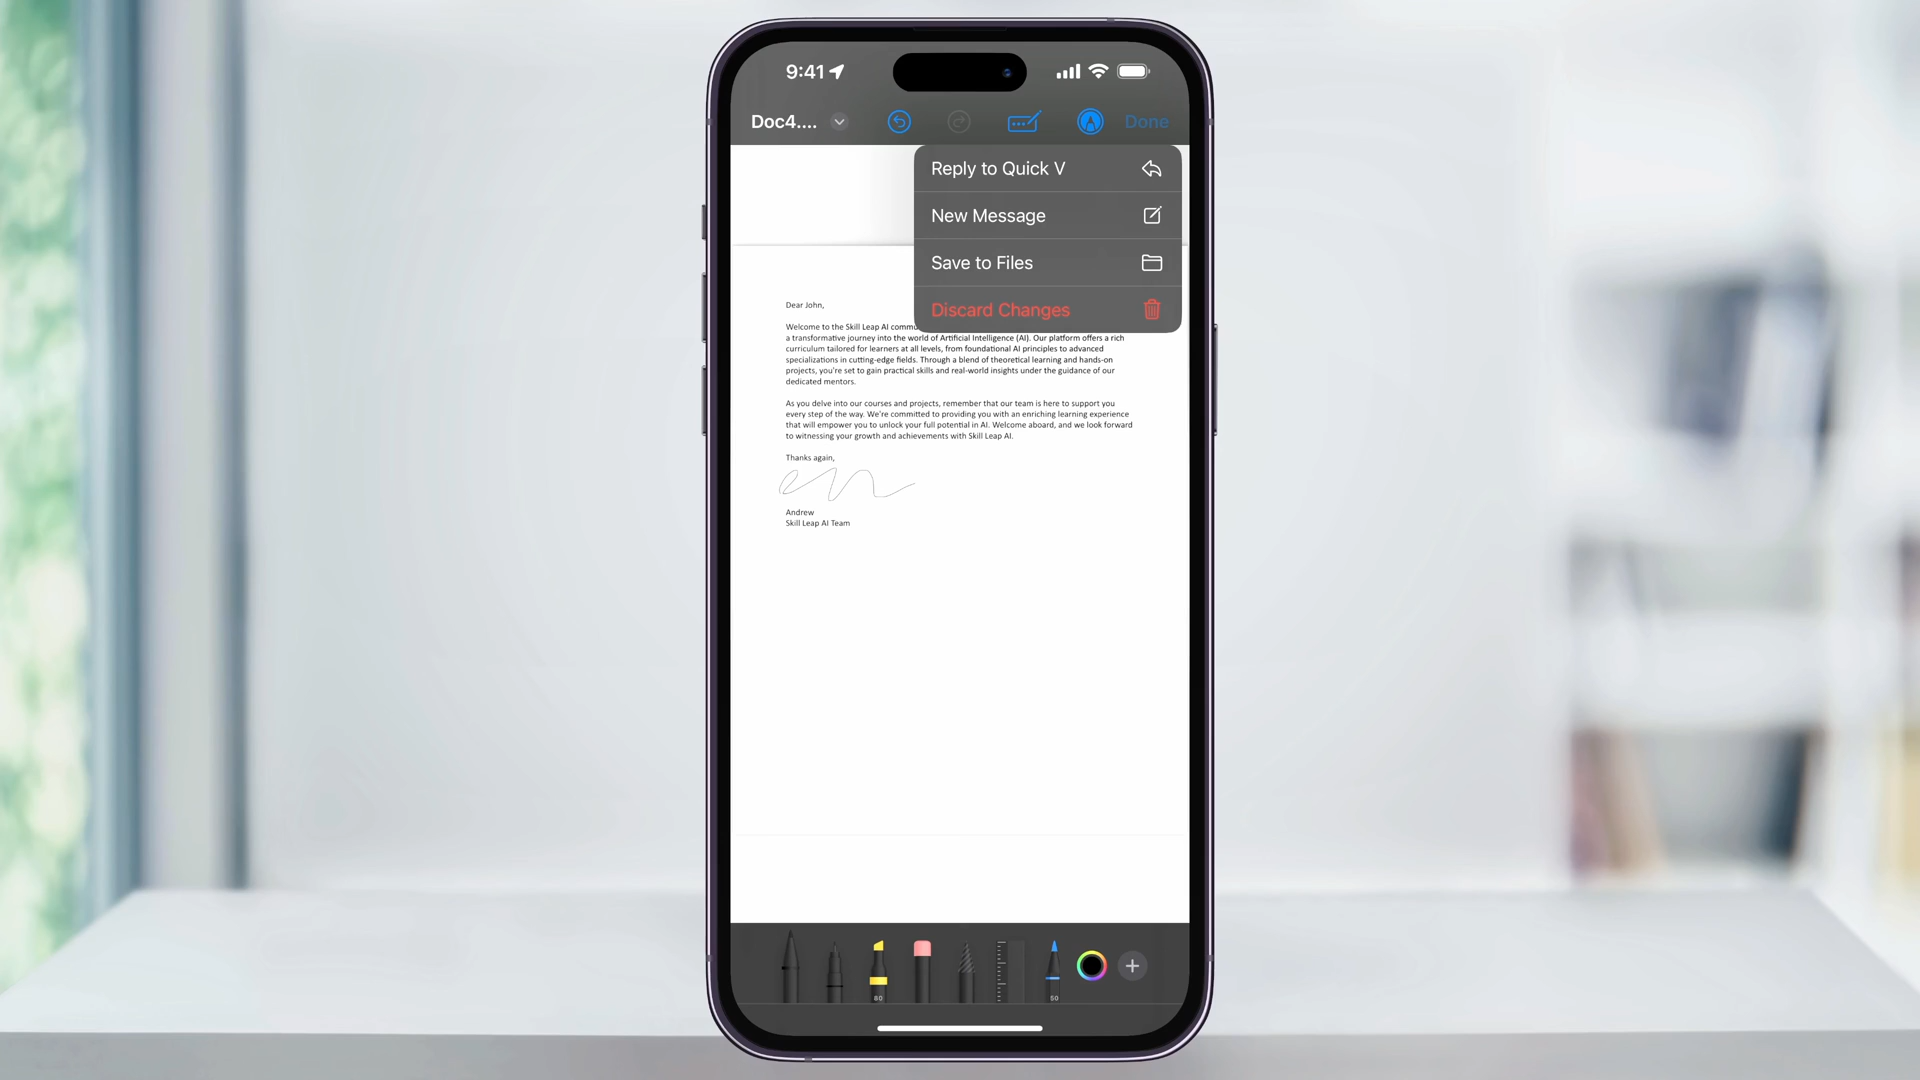 9:41
Doc4....
Done
Reply to Quick V
New Message
Save to Files
Discard Changes
Dear John,
Welcome to the Skill Leap AI commu
a transformative journey into the world of Artificial Intelligence (AI). Our platform offers a rich
curriculum tailored for learners at all levels, from foundational AI principles to advanced
specializations in cutting-edge fields. Through a blend of theoretical learning and hands-on
projects, you're set to gain practical skills and real-world insights under the guidance of our
dedicated mentors.
As you delve into our courses and projects, remember that our team is here to support you
every step of the way. We're committed to providing you with an enriching learning experience
that will empower you to unlock your full potential in AI. Welcome aboard, and we look forward
to witnessing your growth and achievements with Skill Leap AI.
Thanks again,
Andrew
Skill Leap AI Team
80
50